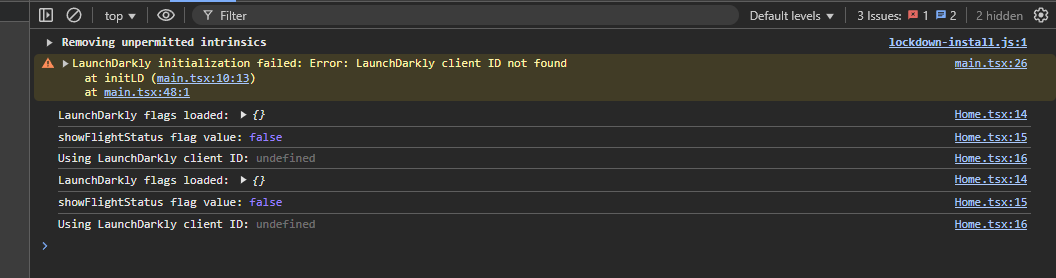 top Filter Default levels 3 Issues: 1 2 2 hidden
Removing unpermitted intrinsics lockdown-install.js:1
LaunchDarkly initialization failed: Error: LaunchDarkly client ID not found main.tsx:26
at initLD (main.tsx:10:13)
at main.tsx:48:1
LaunchDarkly flags loaded: {} Home.tsx:14
showFlightStatus flag value: false Home.tsx:15
Using LaunchDarkly client ID: undefined Home.tsx:16
LaunchDarkly flags loaded: {} Home.tsx:14
showFlightStatus flag value: false Home.tsx:15
Using LaunchDarkly client ID: undefined Home.tsx:16